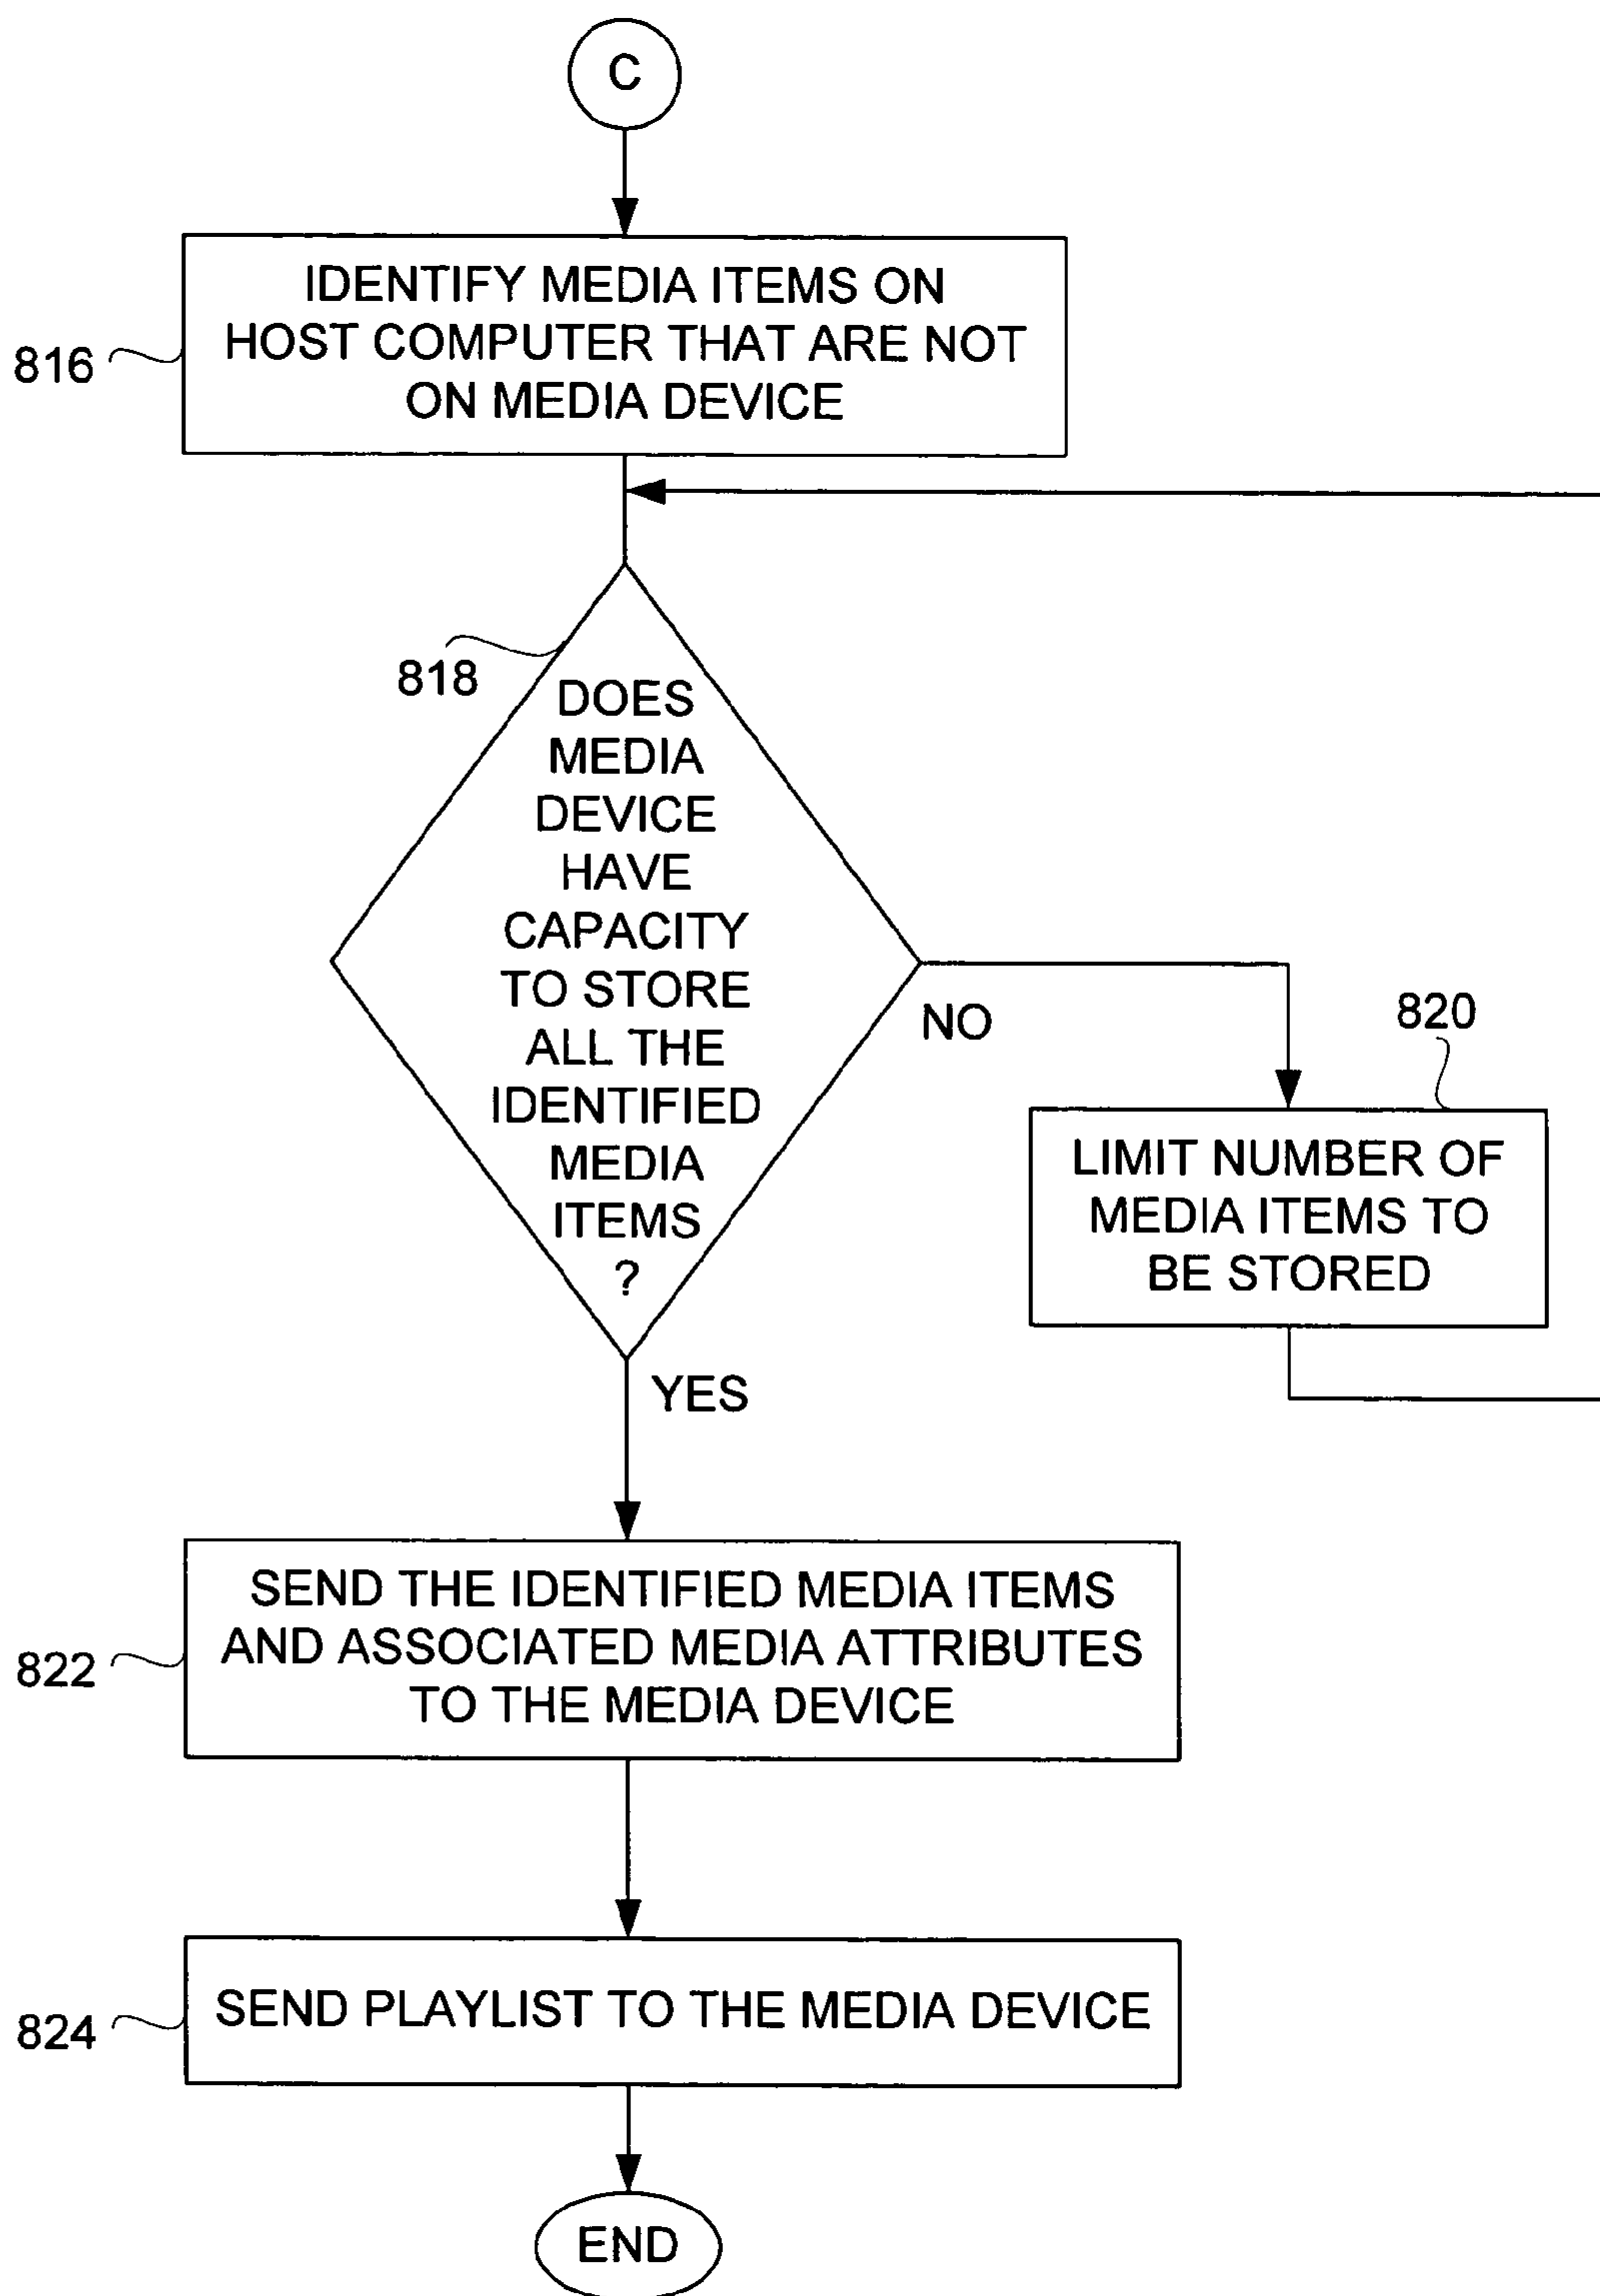 C
IDENTIFY MEDIA ITEMS ON
HOST COMPUTER THAT ARE NOT
ON MEDIA DEVICE
816
818
DOES
MEDIA
DEVICE
HAVE
CAPACITY
TO STORE
ALL THE
IDENTIFIED
MEDIA
ITEMS
?
NO
820
LIMIT NUMBER OF
MEDIA ITEMS TO
BE STORED
YES
SEND THE IDENTIFIED MEDIA ITEMS
AND ASSOCIATED MEDIA ATTRIBUTES
TO THE MEDIA DEVICE
822
SEND PLAYLIST TO THE MEDIA DEVICE
824
END